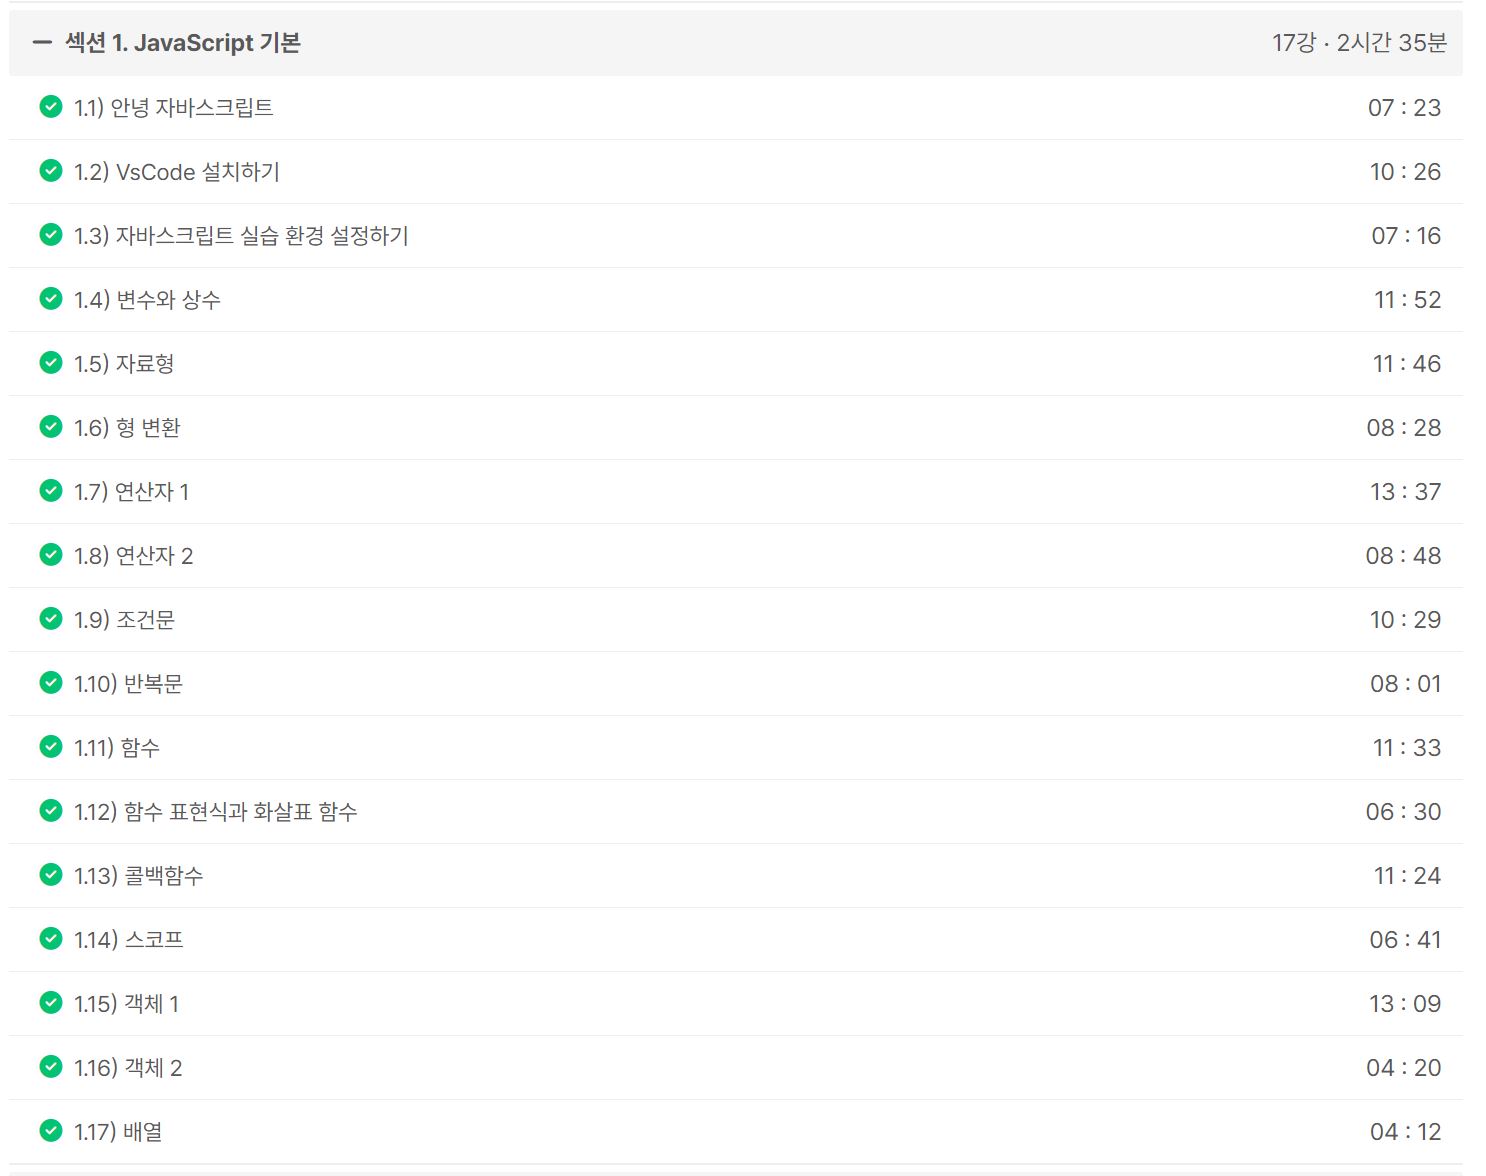 섹션 1. JavaScript 기본 17강 · 2시간 35분
1.1) 안녕 자바스크립트 07 : 23
1.2) VsCode 설치하기 10 : 26
1.3) 자바스크립트 실습 환경 설정하기 07 : 16
1.4) 변수와 상수 11 : 52
1.5) 자료형 11 : 46
1.6) 형 변환 08 : 28
1.7) 연산자 1 13 : 37
1.8) 연산자 2 08 : 48
1.9) 조건문 10 : 29
1.10) 반복문 08 : 01
1.11) 함수 11 : 33
1.12) 함수 표현식과 화살표 함수 06 : 30
1.13) 콜백함수 11 : 24
1.14) 스코프 06 : 41
1.15) 객체 1 13 : 09
1.16) 객체 2 04 : 20
1.17) 배열 04 : 12